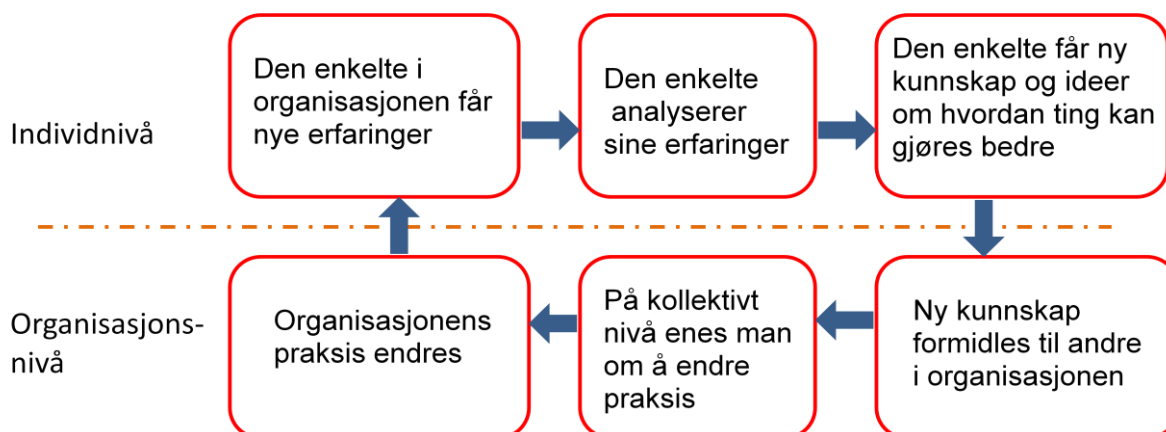 Individnivå
Den enkelte i
organisasjonen får
nye erfaringer
Den enkelte
analyserer
sine erfaringer
Den enkelte får ny
kunnskap og ideer
om hvordan ting kan
gjøres bedre
Organisasjons-
nivå
Organisasjonens
praksis endres
På kollektivt
nivå enes man
om å endre
praksis
Ny kunnskap
formidles til andre
i organisasjonen